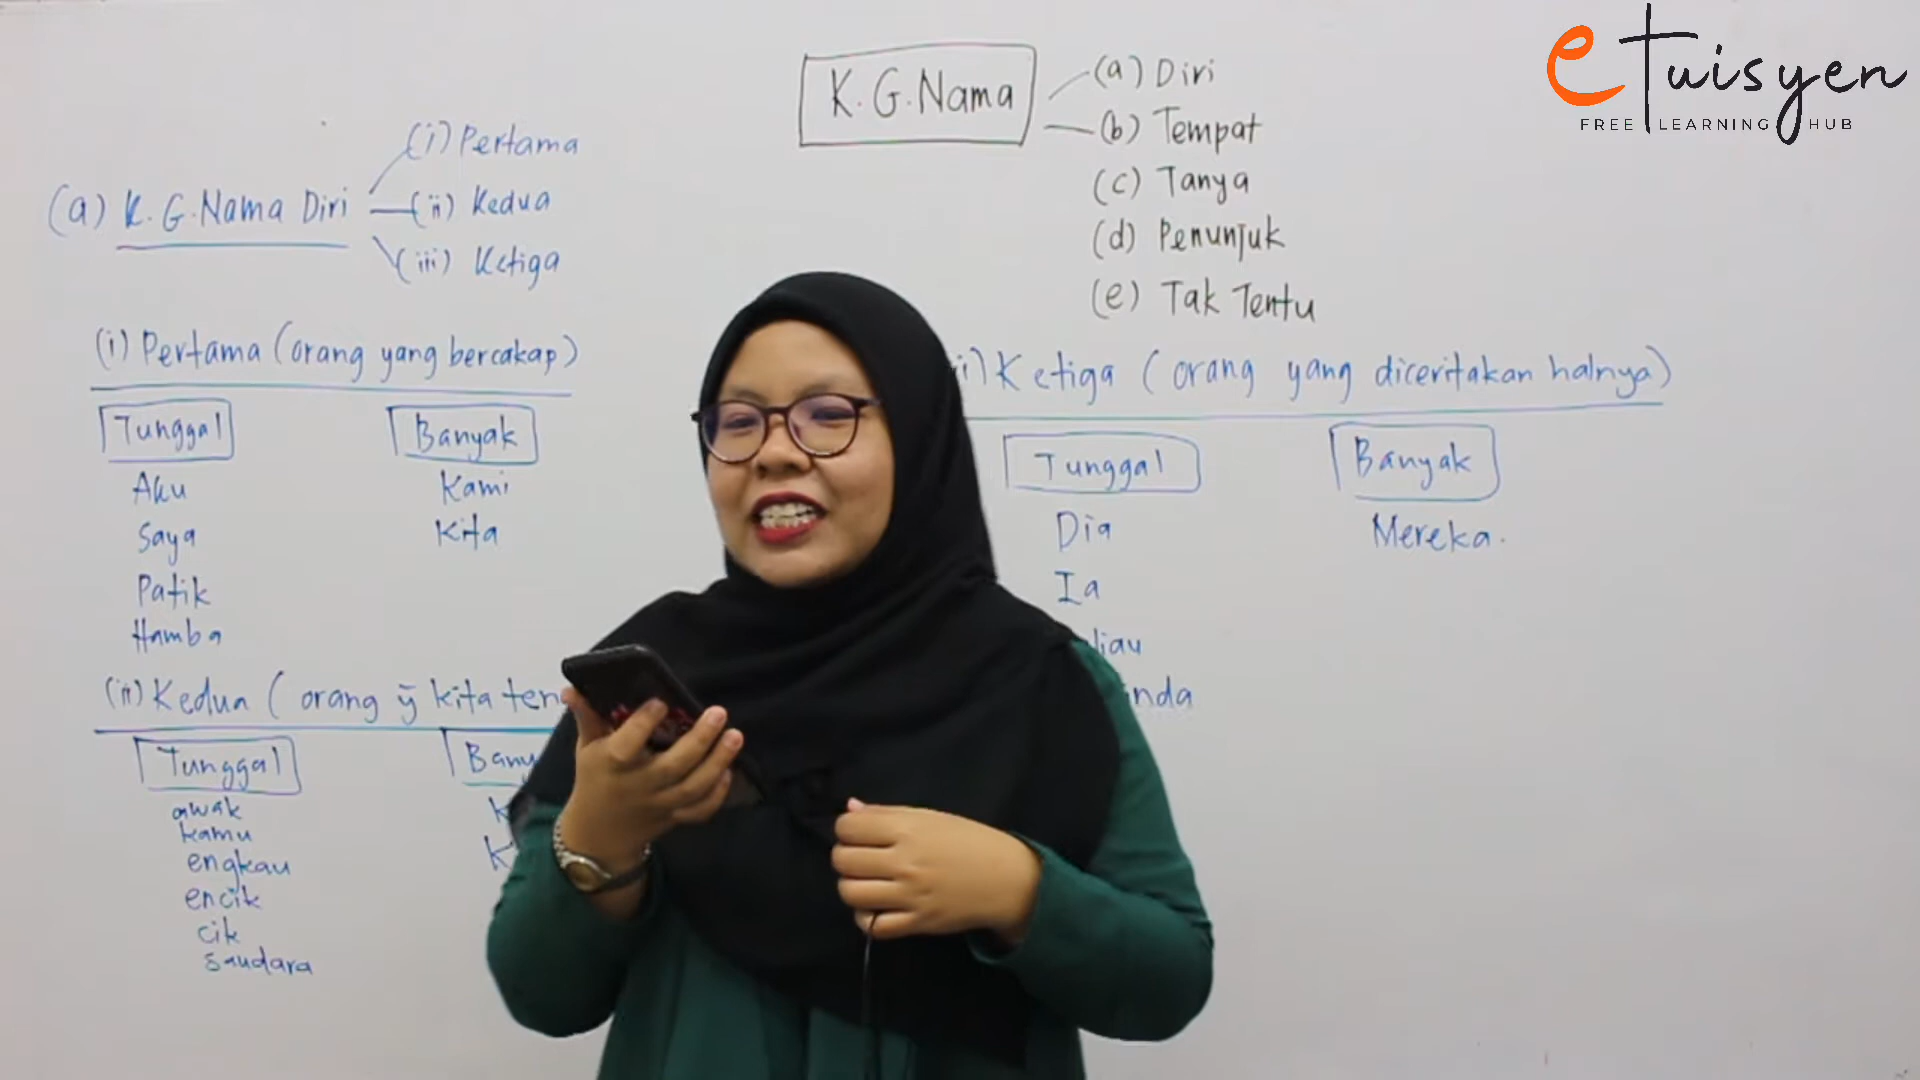 eTuisyen
FREE LEARNING HUB
K.G.Nama
(a) Diri
(b) Tempat
(c) Tanya
(d) Penunjuk
(e) Tak Tentu
(a) K.G.Nama Diri
(i) Pertama
(ii) Kedua
(iii) Ketiga
(i) Pertama (orang yang bercakap)
Tunggal
Aku
Saya
Patik
Hamba
Banyak
Kami
Kita
(ii) Kedua ( orang ȳ kita
Tunggal
awak
kamu
engkau
encik
cik
saudara
Ketiga ( orang yang diceritakan halnya)
Tunggal
Dia
Ia
Banyak
Mereka.